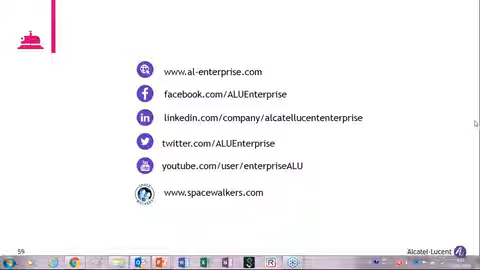 www.al-enterprise.com
facebook.com/ALUEnterprise
linkedin.com/company/alcatellucententerprise
twitter.com/ALUEnterprise
youtube.com/user/enterpriseALU
www.spacewalkers.com
59
Alcatel-Lucent